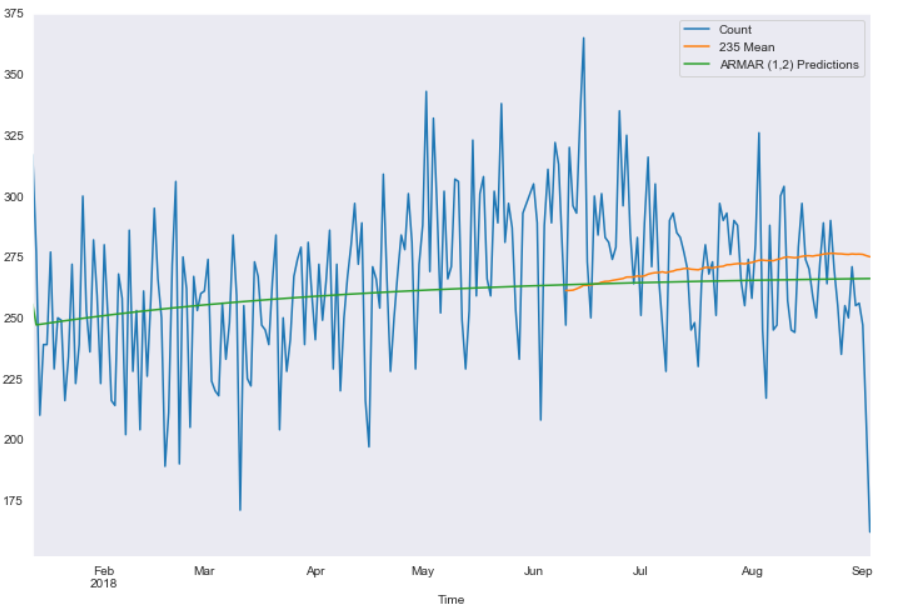 375
350
325
300
275
250
225
200
175
Count
235 Mean
ARMAR (1,2) Predictions
Feb Mar Apr May Jun Jul Aug Sep
2018
Time